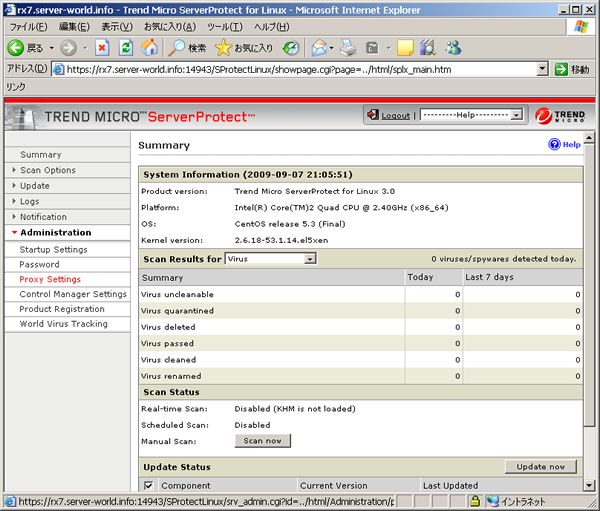 rx7.server-world.info - Trend Micro ServerProtect for Linux - Microsoft Internet Explorer
ファイル(F) 編集(E) 表示(V) お気に入り(A) ツール(T) ヘルプ(H)
戻る 検索 お気に入り
アドレス(D) https://rx7.server-world.info:14943/SProtectLinux/showpage.cgi?page=../html/splx_main.htm 移動
リンク
TREND MICRO™ ServerProtect™ Logout ---------Help--------- TREND MICRO
Summary
Scan Options
Update
Logs
Notification
Administration
Startup Settings
Password
Proxy Settings
Control Manager Settings
Product Registration
World Virus Tracking
Summary Help
System Information (2009-09-07 21:05:51)
Product version: Trend Micro ServerProtect for Linux 3.0
Platform: Intel(R) Core(TM)2 Quad CPU @ 2.40GHz (x86_64)
OS: CentOS release 5.3 (Final)
Kernel version: 2.6.18-53.1.14.el5xen
Scan Results for Virus 0 viruses/spywares detected today.
Summary Today Last 7 days
Virus uncleanable 0 0
Virus quarantined 0 0
Virus deleted 0 0
Virus passed 0 0
Virus cleaned 0 0
Virus renamed 0 0
Scan Status
Real-time Scan: Disabled (KHM is not loaded)
Scheduled Scan: Disabled
Manual Scan: Scan now
Update Status Update now
Component Current Version Last Updated
https://rx7.server-world.info:14943/SProtectLinux/srv_admin.cgi?id=../html/Administration/p イントラネット